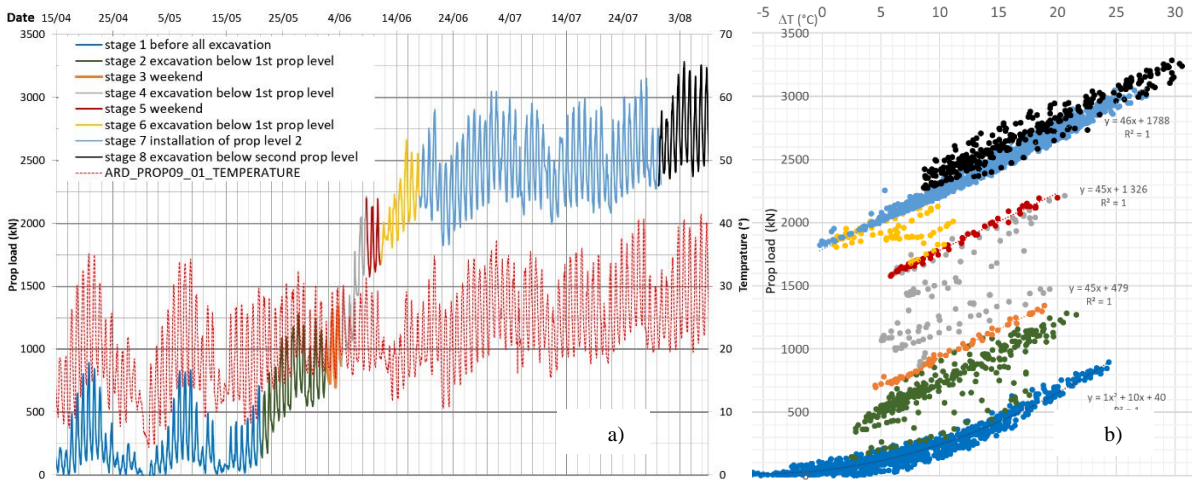 Date 15/04 25/04 5/05 15/05 25/05 4/06 14/06 24/06 4/07 14/07 24/07 3/08
3500
3000
2500
2000
1500
1000
500
0
Prop load (kN)
stage 1 before all excavation
stage 2 excavation below 1st prop level
stage 3 weekend
stage 4 excavation below 1st prop level
stage 5 weekend
stage 6 excavation below 1st prop level
stage 7 installation of prop level 2
stage 8 excavation below second prop level
ARD_PROP09_01_TEMPERATURE
a)
70
60
50
40
30
20
10
0
Temprature (°)
-5 0 5 10 15 20 25 30
ΔT (°C)
3500
3000
2500
2000
1500
1000
500
0
Prop load (kN)
y = 46x + 1788
R² = 1
y = 45x + 1 326
R² = 1
y = 45x + 479
R² = 1
y = 1x² + 10x + 40
R² = 1
b)